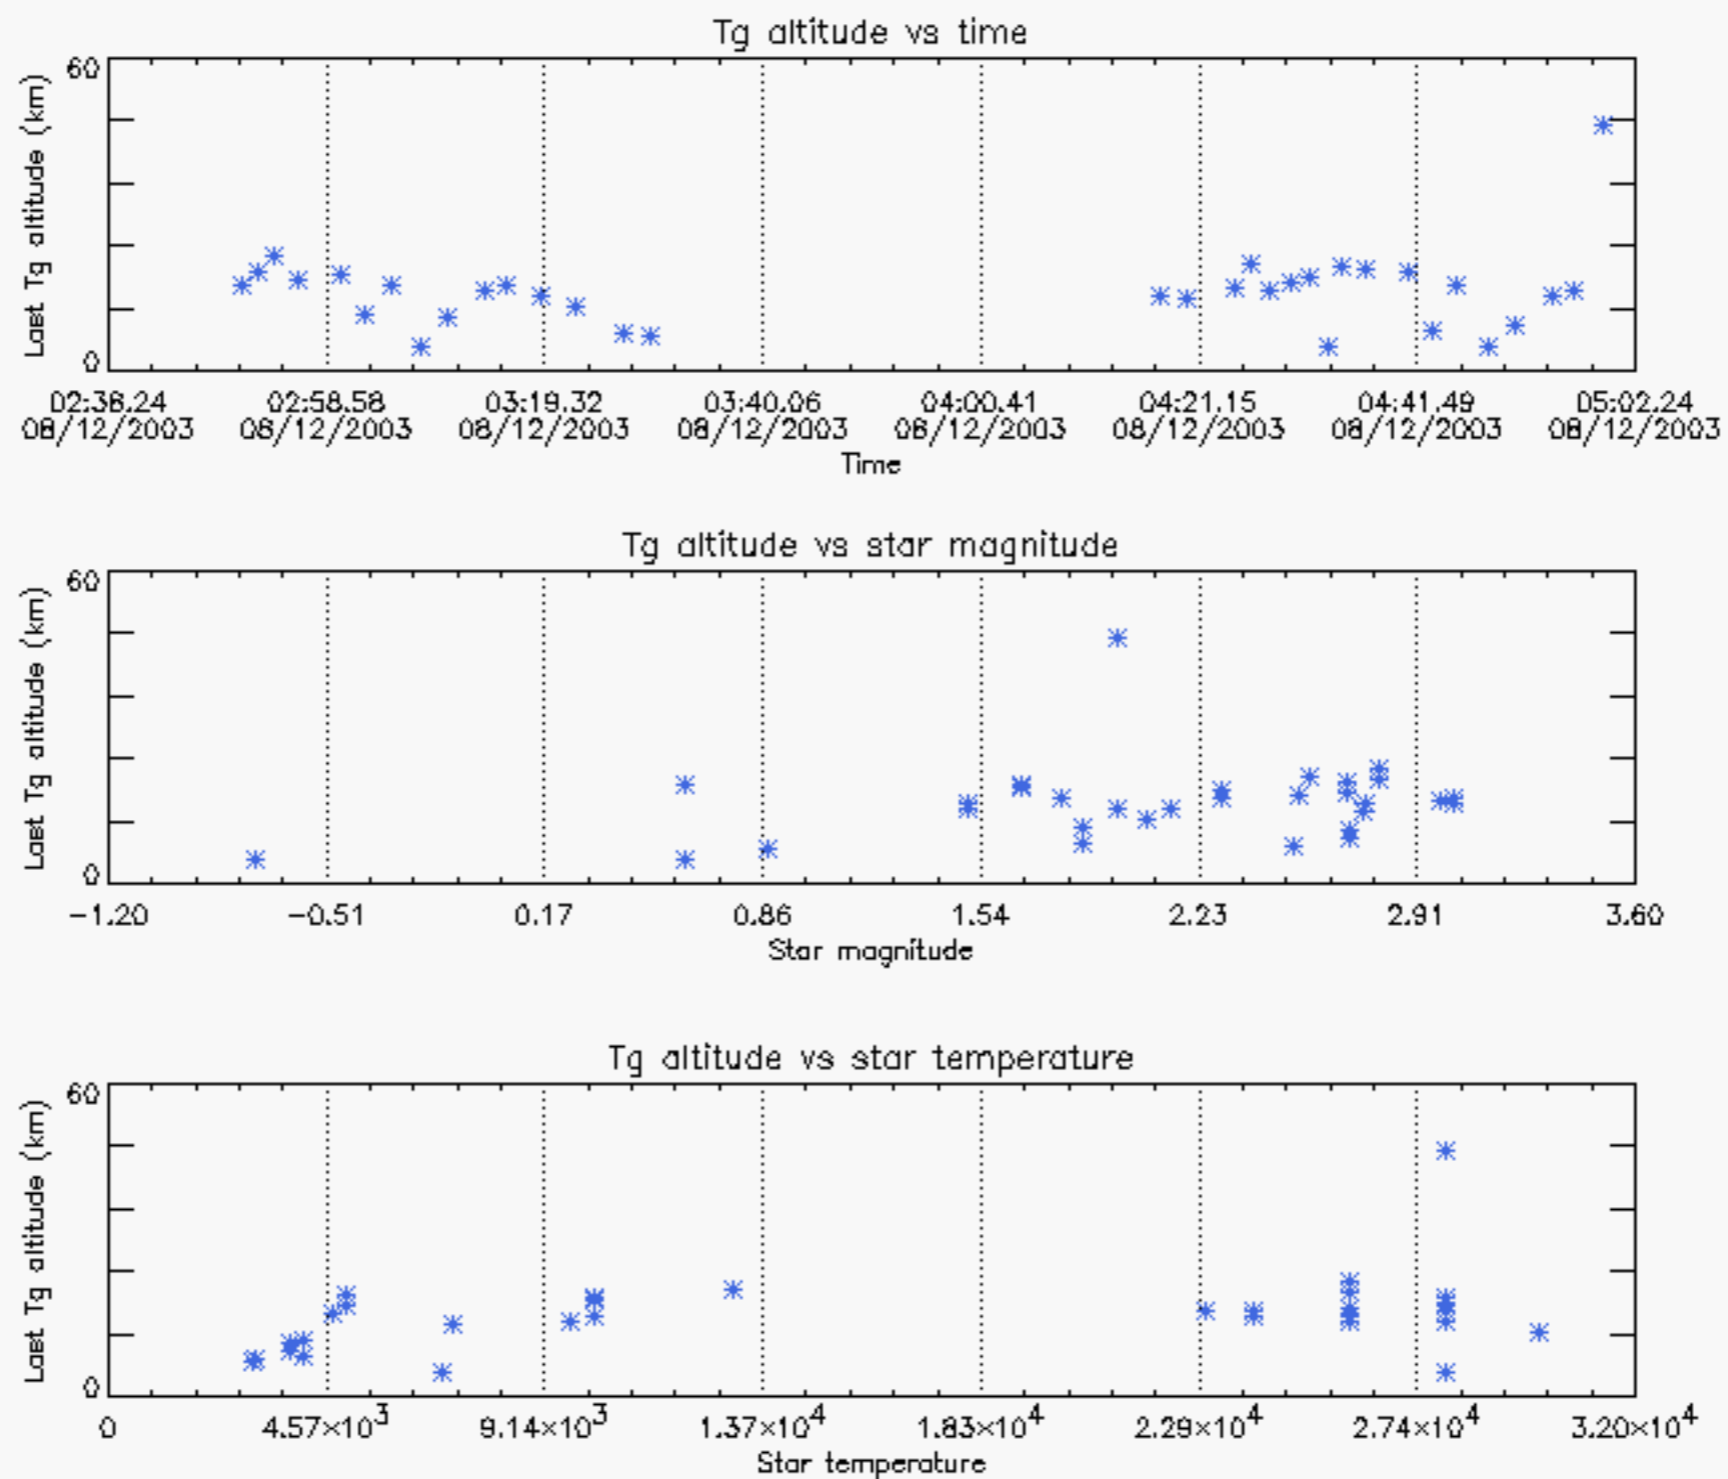 Tg altitude vs time
60
Last Tg altitude (km)
0
02:38.24 02:58.58 03:19.32 03:40.06 04:00.41 04:21.15 04:41.49 05:02.24
08/12/2003 08/12/2003 08/12/2003 08/12/2003 08/12/2003 08/12/2003 08/12/2003 08/12/2003
Time
Tg altitude vs star magnitude
60
Last Tg altitude (km)
0
-1.20 -0.51 0.17 0.86 1.54 2.23 2.91 3.60
Star magnitude
Tg altitude vs star temperature
60
Last Tg altitude (km)
0
0 4.57×10³ 9.14×10³ 1.37×10⁴ 1.83×10⁴ 2.29×10⁴ 2.74×10⁴ 3.20×10⁴
Star temperature